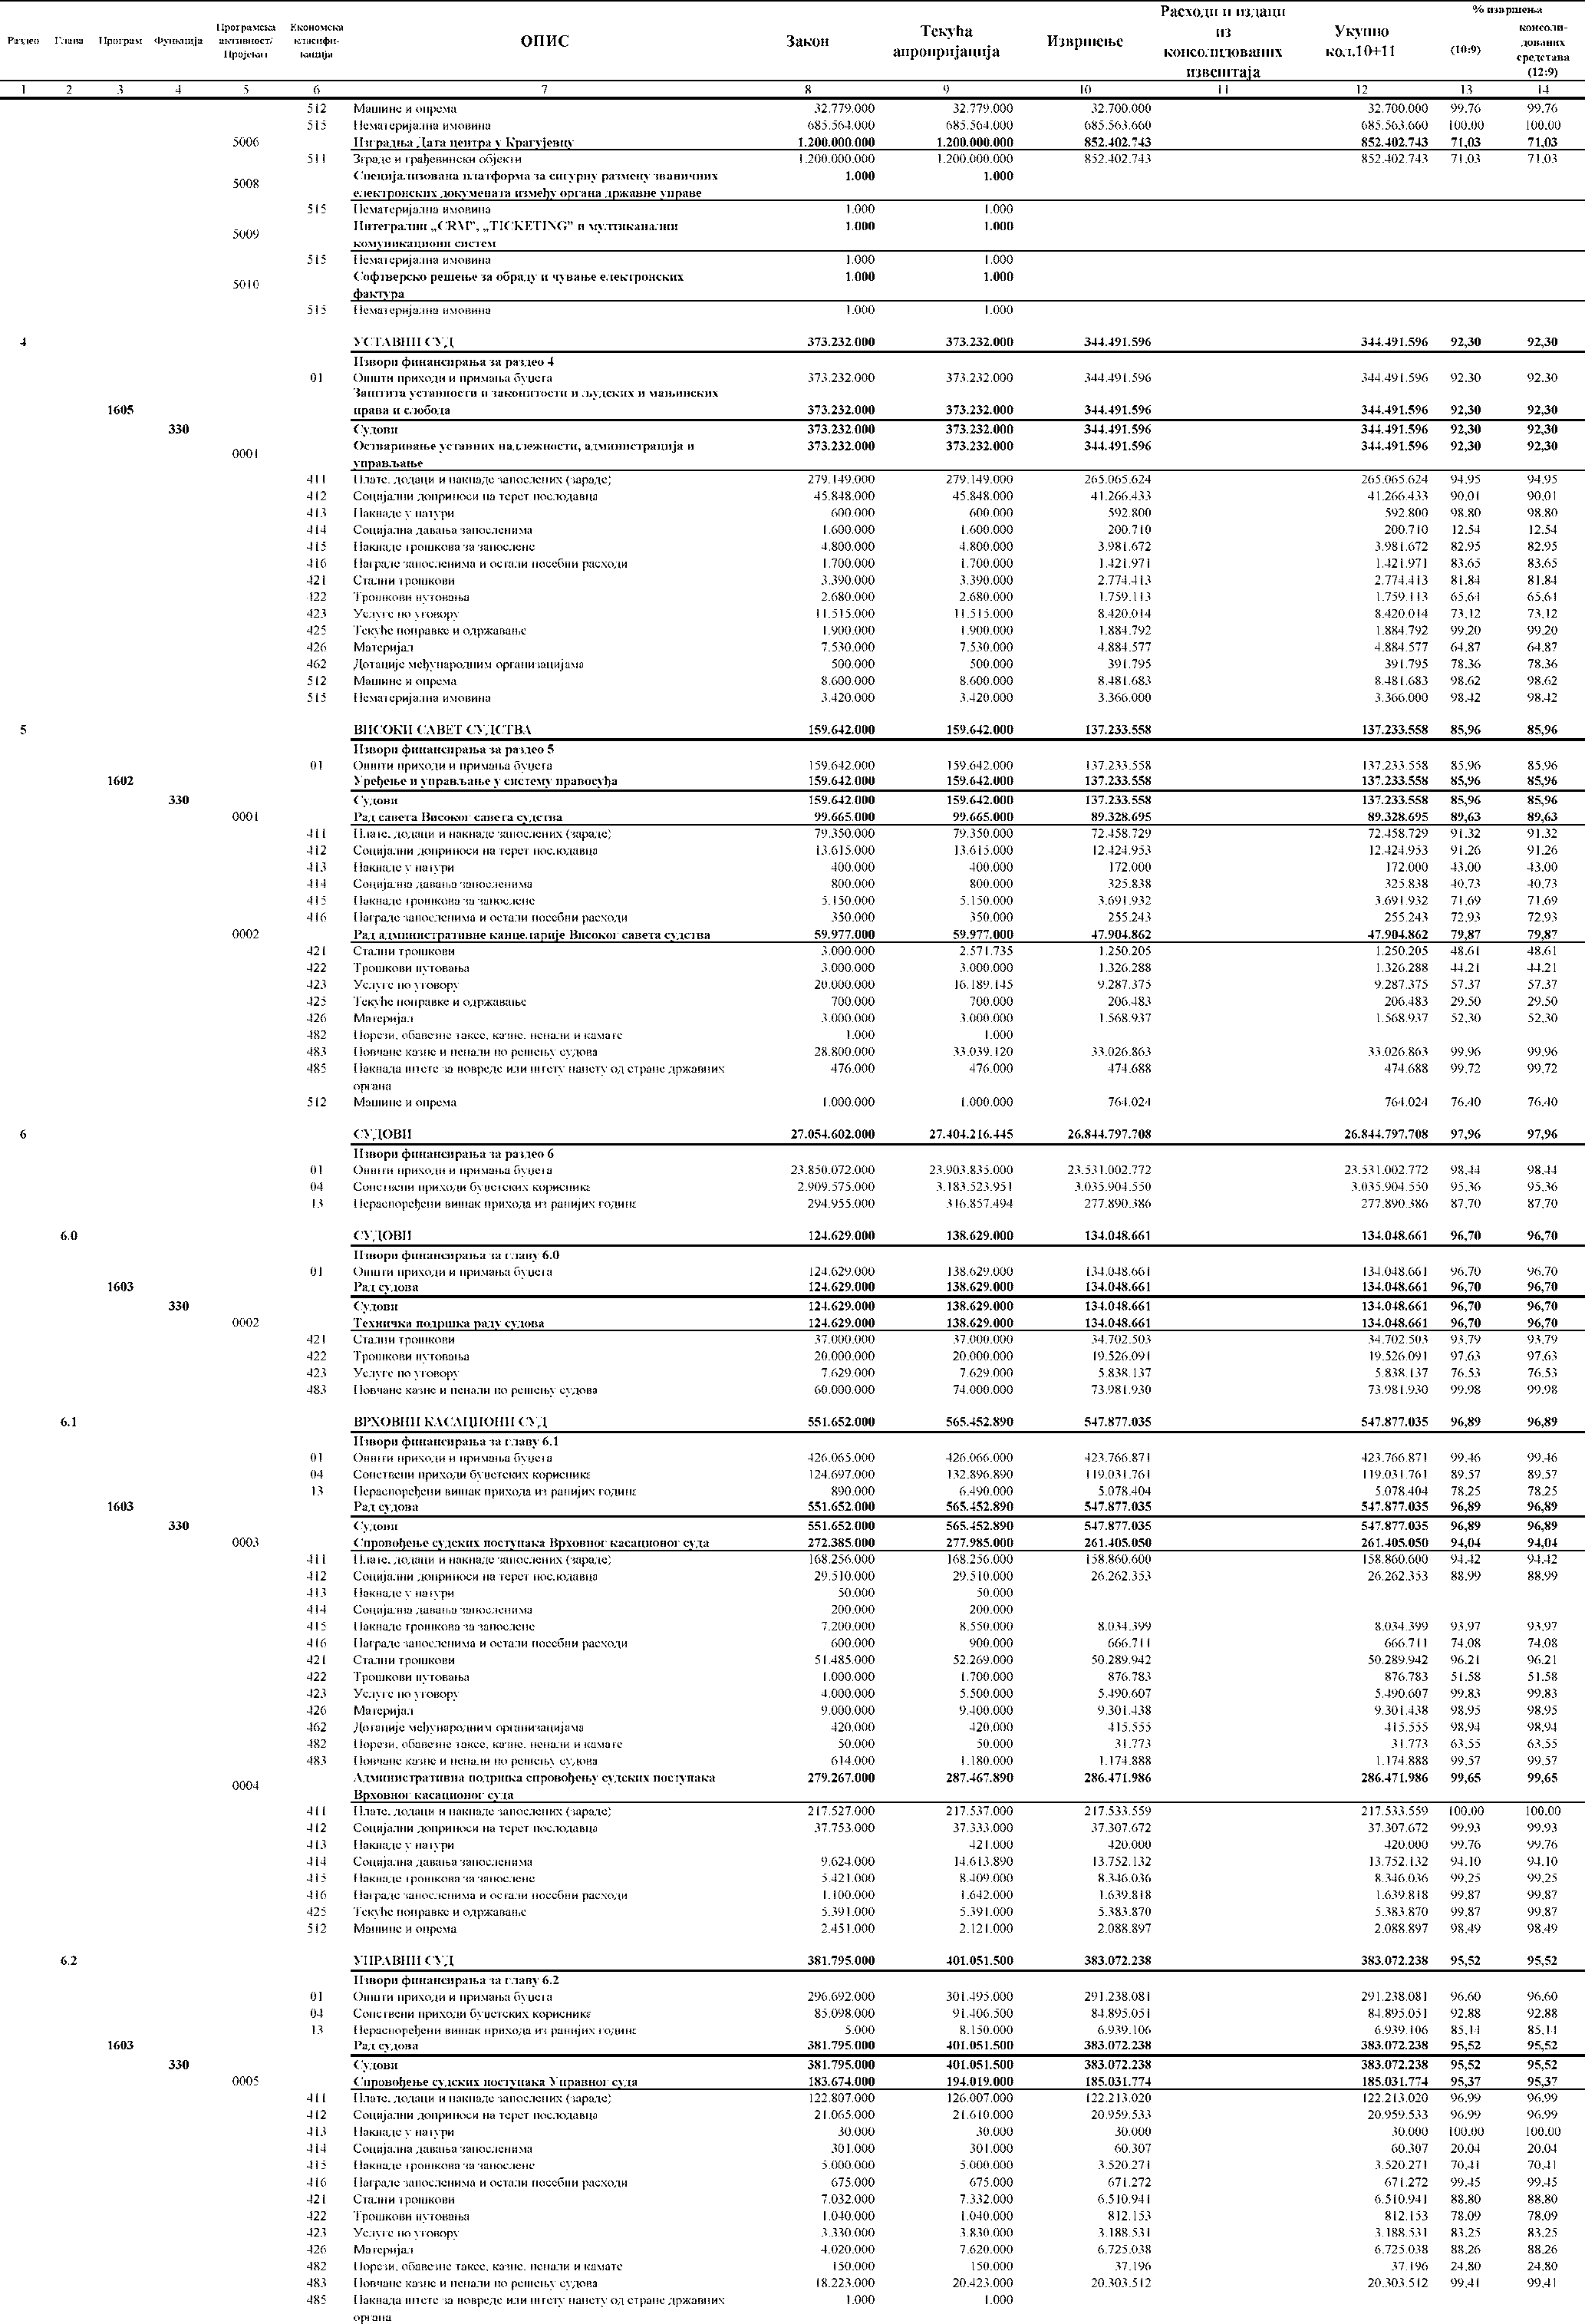 Раздео Глава Програм Функција Програмска активност/ Пројекат Економска класифи- кација ОПИС Закон Текућа апропријација Извршење Расходи и издаци из консолидованих извештаја Укупно кол.10+11 % извршења (10:9) консоли- дованих средстава (12:9)
1 2 3 4 5 6 7 8 9 10 11 12 13 14
512 Машине и опрема 32.779.000 32.779.000 32.700.000 32.700.000 99,76 99,76
515 Нематеријална имовина 685.564.000 685.564.000 685.563.660 685.563.660 100,00 100,00
5006 Изградња Дата центра у Крагујевцу 1.200.000.000 1.200.000.000 852.402.743 852.402.743 71,03 71,03
511 Зграде и грађевински објекти 1.200.000.000 1.200.000.000 852.402.743 852.402.743 71,03 71,03
5008 Специјализована платформа за сигурну размену званичних 1.000 1.000
електронских докумената између органа државне управе
515 Нематеријална имовина 1.000 1.000
5009 Интегрални „CRM”, „TICKETING” и мултиканални 1.000 1.000
комуникациони систем
515 Нематеријална имовина 1.000 1.000
5010 Софтверско решење за обраду и чување електронских 1.000 1.000
фактура
515 Нематеријална имовина 1.000 1.000
4 УСТАВНИ СУД 373.232.000 373.232.000 344.491.596 344.491.596 92,30 92,30
Извори финансирања за раздео 4
01 Општи приходи и примања буџета 373.232.000 373.232.000 344.491.596 344.491.596 92,30 92,30
Заштита уставности и законитости и људских и мањинских
1605 права и слобода 373.232.000 373.232.000 344.491.596 344.491.596 92,30 92,30
330 Судови 373.232.000 373.232.000 344.491.596 344.491.596 92,30 92,30
0001 Остваривање уставних надлежности, администрација и 373.232.000 373.232.000 344.491.596 344.491.596 92,30 92,30
управљање
411 Плате, додаци и накнаде запослених (зараде) 279.149.000 279.149.000 265.065.624 265.065.624 94,95 94,95
412 Социјални доприноси на терет послодавца 45.848.000 45.848.000 41.266.433 41.266.433 90,01 90,01
413 Накнаде у натури 600.000 600.000 592.800 592.800 98,80 98,80
414 Социјална давања запосленима 1.600.000 1.600.000 200.710 200.710 12,54 12,54
415 Накнаде трошкова за запослене 4.800.000 4.800.000 3.981.672 3.981.672 82,95 82,95
416 Награде запосленима и остали посебни расходи 1.700.000 1.700.000 1.421.971 1.421.971 83,65 83,65
421 Стални трошкови 3.390.000 3.390.000 2.774.413 2.774.413 81,84 81,84
422 Трошкови путовања 2.680.000 2.680.000 1.759.113 1.759.113 65,64 65,64
423 Услуге по уговору 11.515.000 11.515.000 8.420.014 8.420.014 73,12 73,12
425 Текуће поправке и одржавање 1.900.000 1.900.000 1.884.792 1.884.792 99,20 99,20
426 Материјал 7.530.000 7.530.000 4.884.577 4.884.577 64,87 64,87
462 Дотације међународним организацијама 500.000 500.000 391.795 391.795 78,36 78,36
512 Машине и опрема 8.600.000 8.600.000 8.481.683 8.481.683 98,62 98,62
515 Нематеријална имовина 3.420.000 3.420.000 3.366.000 3.366.000 98,42 98,42
5 ВИСОКИ САВЕТ СУДСТВА 159.642.000 159.642.000 137.233.558 137.233.558 85,96 85,96
Извори финансирања за раздео 5
01 Општи приходи и примања буџета 159.642.000 159.642.000 137.233.558 137.233.558 85,96 85,96
1602 Уређење и управљање у систему правосуђа 159.642.000 159.642.000 137.233.558 137.233.558 85,96 85,96
330 Судови 159.642.000 159.642.000 137.233.558 137.233.558 85,96 85,96
0001 Рад савета Високог савета судства 99.665.000 99.665.000 89.328.695 89.328.695 89,63 89,63
411 Плате, додаци и накнаде запослених (зараде) 79.350.000 79.350.000 72.458.729 72.458.729 91,32 91,32
412 Социјални доприноси на терет послодавца 13.615.000 13.615.000 12.424.953 12.424.953 91,26 91,26
413 Накнаде у натури 400.000 400.000 172.000 172.000 43,00 43,00
414 Социјална давања запосленима 800.000 800.000 325.838 325.838 40,73 40,73
415 Накнаде трошкова за запослене 5.150.000 5.150.000 3.691.932 3.691.932 71,69 71,69
416 Награде запосленима и остали посебни расходи 350.000 350.000 255.243 255.243 72,93 72,93
0002 Рад административне канцеларије Високог савета судства 59.977.000 59.977.000 47.904.862 47.904.862 79,87 79,87
421 Стални трошкови 3.000.000 2.571.735 1.250.205 1.250.205 48,61 48,61
422 Трошкови путовања 3.000.000 3.000.000 1.326.288 1.326.288 44,21 44,21
423 Услуге по уговору 20.000.000 16.189.145 9.287.375 9.287.375 57,37 57,37
425 Текуће поправке и одржавање 700.000 700.000 206.483 206.483 29,50 29,50
426 Материјал 3.000.000 3.000.000 1.568.937 1.568.937 52,30 52,30
482 Порези, обавезне таксе, казне, пенали и камате 1.000 1.000
483 Новчане казне и пенали по решењу судова 28.800.000 33.039.120 33.026.863 33.026.863 99,96 99,96
485 Накнада штете за повреде или штету нанету од стране државних 476.000 476.000 474.688 474.688 99,72 99,72
органа
512 Машине и опрема 1.000.000 1.000.000 764.024 764.024 76,40 76,40
6 СУДОВИ 27.054.602.000 27.404.216.445 26.844.797.708 26.844.797.708 97,96 97,96
Извори финансирања за раздео 6
01 Општи приходи и примања буџета 23.850.072.000 23.903.835.000 23.531.002.772 23.531.002.772 98,44 98,44
04 Сопствени приходи буџетских корисника 2.909.575.000 3.183.523.951 3.035.904.550 3.035.904.550 95,36 95,36
13 Нераспоређени вишак прихода из ранијих година 294.955.000 316.857.494 277.890.386 277.890.386 87,70 87,70
6.0 СУДОВИ 124.629.000 138.629.000 134.048.661 134.048.661 96,70 96,70
Извори финансирања за главу 6.0
01 Општи приходи и примања буџета 124.629.000 138.629.000 134.048.661 134.048.661 96,70 96,70
1603 Рад судова 124.629.000 138.629.000 134.048.661 134.048.661 96,70 96,70
330 Судови 124.629.000 138.629.000 134.048.661 134.048.661 96,70 96,70
0002 Техничка подршка раду судова 124.629.000 138.629.000 134.048.661 134.048.661 96,70 96,70
421 Стални трошкови 37.000.000 37.000.000 34.702.503 34.702.503 93,79 93,79
422 Трошкови путовања 20.000.000 20.000.000 19.526.091 19.526.091 97,63 97,63
423 Услуге по уговору 7.629.000 7.629.000 5.838.137 5.838.137 76,53 76,53
483 Новчане казне и пенали по решењу судова 60.000.000 74.000.000 73.981.930 73.981.930 99,98 99,98
6.1 ВРХОВНИ КАСАЦИОНИ СУД 551.652.000 565.452.890 547.877.035 547.877.035 96,89 96,89
Извори финансирања за главу 6.1
01 Општи приходи и примања буџета 426.065.000 426.066.000 423.766.871 423.766.871 99,46 99,46
04 Сопствени приходи буџетских корисника 124.697.000 132.896.890 119.031.761 119.031.761 89,57 89,57
13 Нераспоређени вишак прихода из ранијих година 890.000 6.490.000 5.078.404 5.078.404 78,25 78,25
1603 Рад судова 551.652.000 565.452.890 547.877.035 547.877.035 96,89 96,89
330 Судови 551.652.000 565.452.890 547.877.035 547.877.035 96,89 96,89
0003 Спровођење судских поступака Врховног касационог суда 272.385.000 277.985.000 261.405.050 261.405.050 94,04 94,04
411 Плате, додаци и накнаде запослених (зараде) 168.256.000 168.256.000 158.860.600 158.860.600 94,42 94,42
412 Социјални доприноси на терет послодавца 29.510.000 29.510.000 26.262.353 26.262.353 88,99 88,99
413 Накнаде у натури 50.000 50.000
414 Социјална давања запосленима 200.000 200.000
415 Накнаде трошкова за запослене 7.200.000 8.550.000 8.034.399 8.034.399 93,97 93,97
416 Награде запосленима и остали посебни расходи 600.000 900.000 666.711 666.711 74,08 74,08
421 Стални трошкови 51.485.000 52.269.000 50.289.942 50.289.942 96,21 96,21
422 Трошкови путовања 1.000.000 1.700.000 876.783 876.783 51,58 51,58
423 Услуге по уговору 4.000.000 5.500.000 5.490.607 5.490.607 99,83 99,83
426 Материјал 9.000.000 9.400.000 9.301.438 9.301.438 98,95 98,95
462 Дотације међународним организацијама 420.000 420.000 415.555 415.555 98,94 98,94
482 Порези, обавезне таксе, казне, пенали и камате 50.000 50.000 31.773 31.773 63,55 63,55
483 Новчане казне и пенали по решењу судова 614.000 1.180.000 1.174.888 1.174.888 99,57 99,57
0004 Административна подршка спровођењу судских поступака 279.267.000 287.467.890 286.471.986 286.471.986 99,65 99,65
Врховног касационог суда
411 Плате, додаци и накнаде запослених (зараде) 217.527.000 217.537.000 217.533.559 217.533.559 100,00 100,00
412 Социјални доприноси на терет послодавца 37.753.000 37.333.000 37.307.672 37.307.672 99,93 99,93
413 Накнаде у натури 421.000 420.000 420.000 99,76 99,76
414 Социјална давања запосленима 9.624.000 14.613.890 13.752.132 13.752.132 94,10 94,10
415 Накнаде трошкова за запослене 5.421.000 8.409.000 8.346.036 8.346.036 99,25 99,25
416 Награде запосленима и остали посебни расходи 1.100.000 1.642.000 1.639.818 1.639.818 99,87 99,87
425 Текуће поправке и одржавање 5.391.000 5.391.000 5.383.870 5.383.870 99,87 99,87
512 Машине и опрема 2.451.000 2.121.000 2.088.897 2.088.897 98,49 98,49
6.2 УПРАВНИ СУД 381.795.000 401.051.500 383.072.238 383.072.238 95,52 95,52
Извори финансирања за главу 6.2
01 Општи приходи и примања буџета 296.692.000 301.495.000 291.238.081 291.238.081 96,60 96,60
04 Сопствени приходи буџетских корисника 85.098.000 91.406.500 84.895.051 84.895.051 92,88 92,88
13 Нераспоређени вишак прихода из ранијих година 5.000 8.150.000 6.939.106 6.939.106 85,14 85,14
1603 Рад судова 381.795.000 401.051.500 383.072.238 383.072.238 95,52 95,52
330 Судови 381.795.000 401.051.500 383.072.238 383.072.238 95,52 95,52
0005 Спровођење судских поступака Управног суда 183.674.000 194.019.000 185.031.774 185.031.774 95,37 95,37
411 Плате, додаци и накнаде запослених (зараде) 122.807.000 126.007.000 122.213.020 122.213.020 96,99 96,99
412 Социјални доприноси на терет послодавца 21.065.000 21.610.000 20.959.533 20.959.533 96,99 96,99
413 Накнаде у натури 30.000 30.000 30.000 30.000 100,00 100,00
414 Социјална давања запосленима 301.000 301.000 60.307 60.307 20,04 20,04
415 Накнаде трошкова за запослене 5.000.000 5.000.000 3.520.271 3.520.271 70,41 70,41
416 Награде запосленима и остали посебни расходи 675.000 675.000 671.272 671.272 99,45 99,45
421 Стални трошкови 7.032.000 7.332.000 6.510.941 6.510.941 88,80 88,80
422 Трошкови путовања 1.040.000 1.040.000 812.153 812.153 78,09 78,09
423 Услуге по уговору 3.330.000 3.830.000 3.188.531 3.188.531 83,25 83,25
426 Материјал 4.020.000 7.620.000 6.725.038 6.725.038 88,26 88,26
482 Порези, обавезне таксе, казне, пенали и камате 150.000 150.000 37.196 37.196 24,80 24,80
483 Новчане казне и пенали по решењу судова 18.223.000 20.423.000 20.303.512 20.303.512 99,41 99,41
485 Накнада штете за повреде или штету нанету од стране државних 1.000 1.000
органа